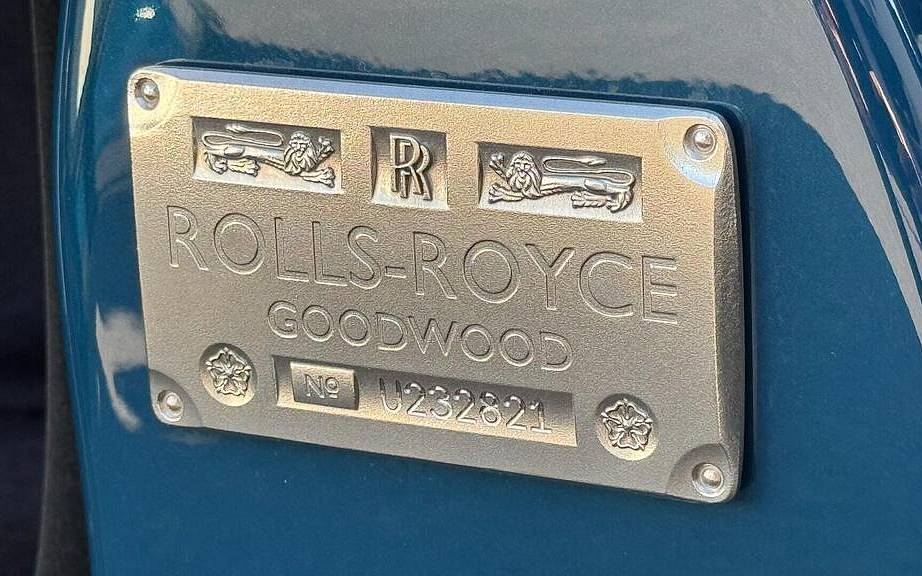 RR
ROLLS-ROYCE
GOODWOOD
Nº U232821